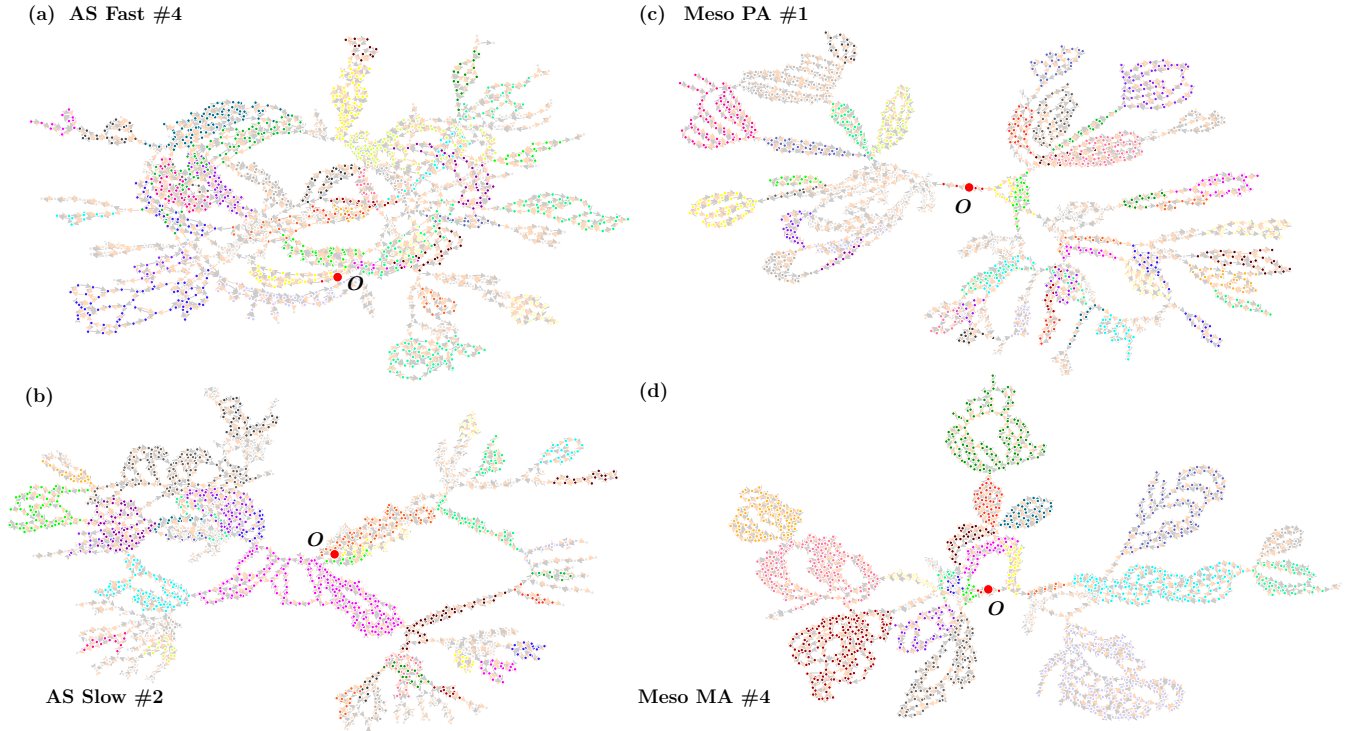 (a) AS Fast #4
O
(b)
O
AS Slow #2
(c) Meso PA #1
O
(d)
O
Meso MA #4